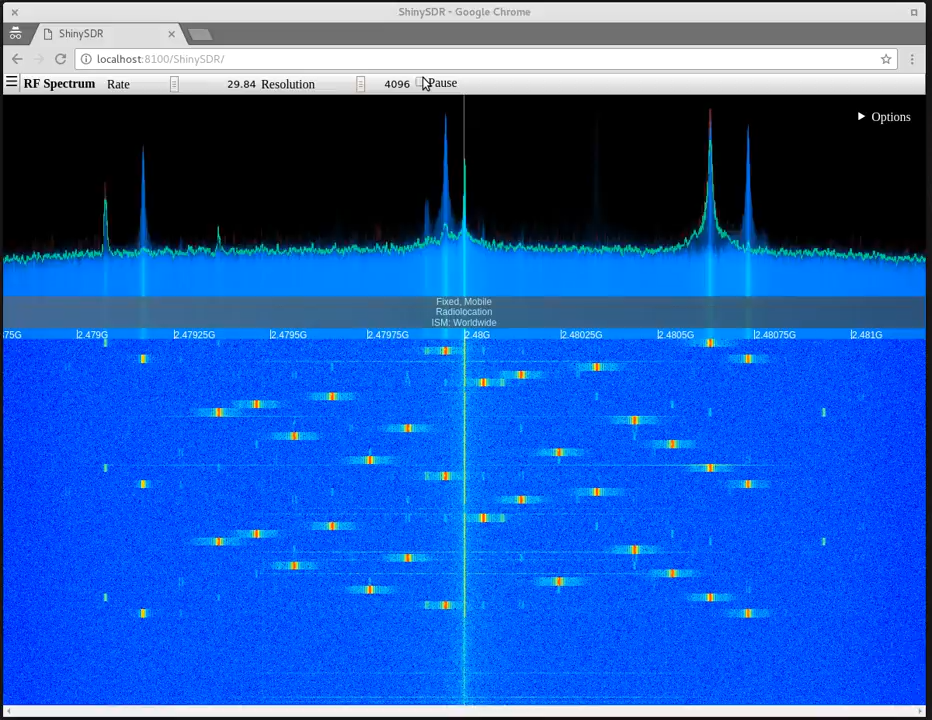 ShinySDR - Google Chrome
ShinySDR
localhost:8100/ShinySDR/
RF Spectrum Rate 29.84 Resolution 4096 Pause
Options
Fixed, Mobile
Radiolocation
ISM: Worldwide
75G 2.479G 2.47925G 2.4795G 2.47975G 2.48G 2.48025G 2.4805G 2.48075G 2.481G